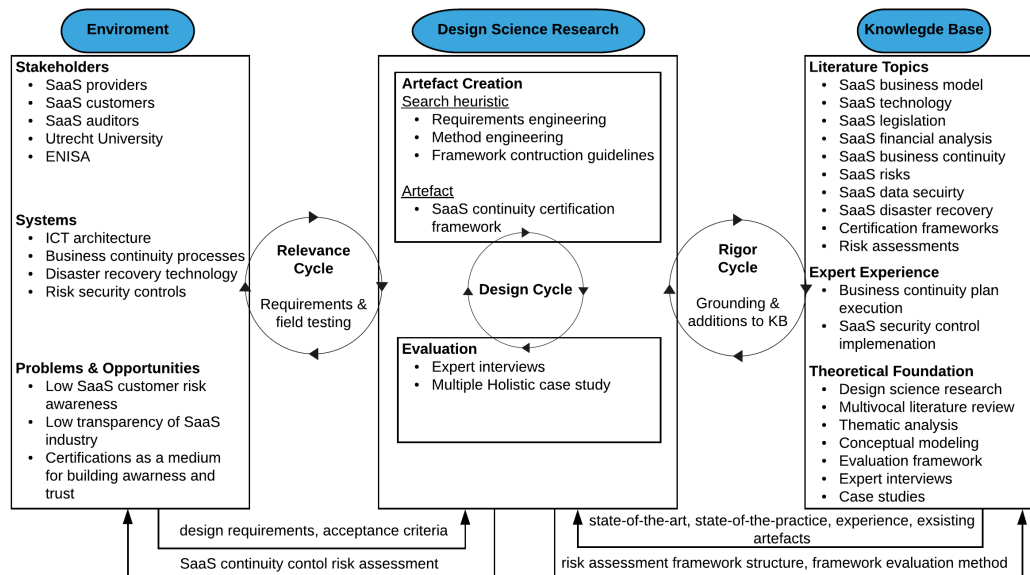 Enviroment
Stakeholders
• SaaS providers
• SaaS customers
• SaaS auditors
• Utrecht University
• ENISA
Systems
• ICT architecture
• Business continuity processes
• Disaster recovery technology
• Risk security controls
Problems & Opportunities
• Low SaaS customer risk
awareness
• Low transparency of SaaS
industry
• Certifications as a medium
for building awarness and
trust
Relevance
Cycle
Requirements &
field testing
Design Science Research
Artefact Creation
Search heuristic
• Requirements engineering
• Method engineering
• Framework contruction guidelines
Artefact
• SaaS continuity certification
framework
Design Cycle
Evaluation
• Expert interviews
• Multiple Holistic case study
Rigor
Cycle
Grounding &
additions to KB
Knowlegde Base
Literature Topics
• SaaS business model
• SaaS technology
• SaaS legislation
• SaaS financial analysis
• SaaS business continuity
• SaaS risks
• SaaS data secuirty
• SaaS disaster recovery
• Certification frameworks
• Risk assessments
Expert Experience
• Business continuity plan
execution
• SaaS security control
implemenation
Theoretical Foundation
• Design science research
• Multivocal literature review
• Thematic analysis
• Conceptual modeling
• Evaluation framework
• Expert interviews
• Case studies
design requirements, acceptance criteria
SaaS continuity contol risk assessment
state-of-the-art, state-of-the-practice, experience, exsisting
artefacts
risk assessment framework structure, framework evaluation method